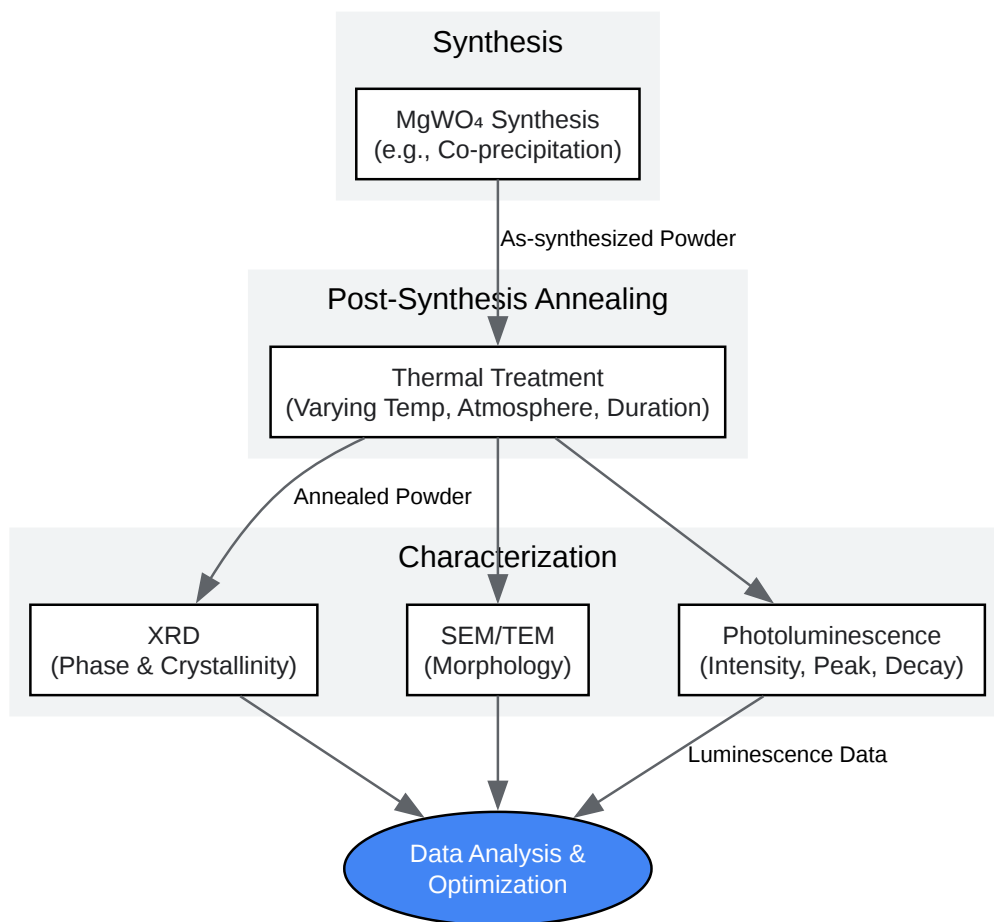 Synthesis
MgWO₄ Synthesis
(e.g., Co-precipitation)
As-synthesized Powder
Post-Synthesis Annealing
Thermal Treatment
(Varying Temp, Atmosphere, Duration)
Annealed Powder
Characterization
XRD
(Phase & Crystallinity)
SEM/TEM
(Morphology)
Photoluminescence
(Intensity, Peak, Decay)
Luminescence Data
Data Analysis &
Optimization